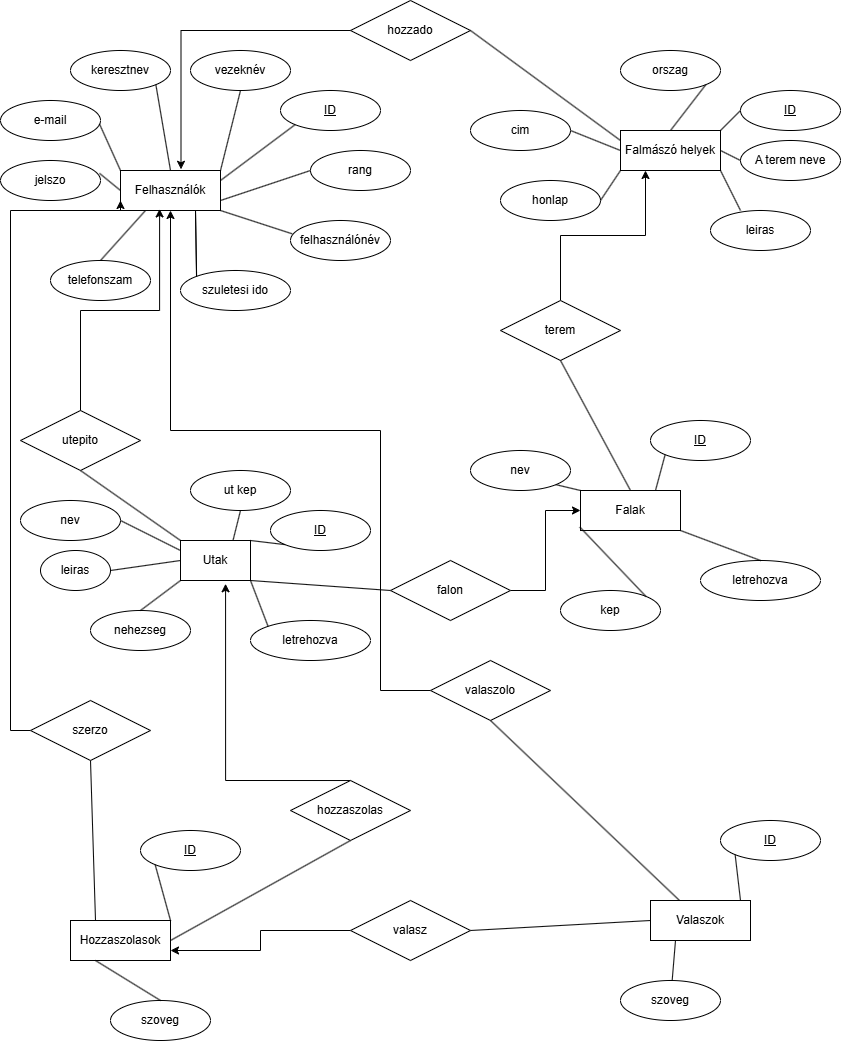 hozzado
keresztnev
vezeknév
orszag
ID
ID
e-mail
cim
Falmászó helyek
A terem neve
jelszo
Felhasználók
rang
honlap
leiras
felhasználónév
telefonszam
szuletesi ido
terem
utepito
ID
nev
ut kep
Falak
nev
ID
Utak
leiras
letrehozva
falon
kep
nehezseg
letrehozva
valaszolo
szerzo
hozzaszolas
ID
ID
Valaszok
valasz
Hozzaszolasok
szoveg
szoveg